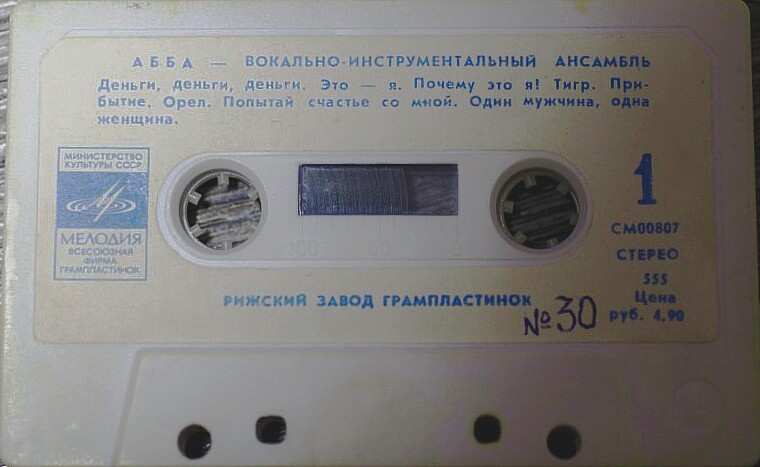 АББА — ВОКАЛЬНО-ИНСТРУМЕНТАЛЬНЫЙ АНСАМБЛЬ
Деньги, деньги, деньги. Это — я. Почему это я! Тигр. При-
бытие. Орел. Попытай счастье со мной. Один мужчина, одна
женщина.
МИНИСТЕРСТВО
КУЛЬТУРЫ СССР
МЕЛОДИЯ
ВСЕСОЮЗНАЯ
ФИРМА
ГРАМПЛАСТИНОК
1
СМ00807
СТЕРЕО
555
Цена
руб. 4,90
РИЖСКИЙ ЗАВОД ГРАМПЛАСТИНОК
№30